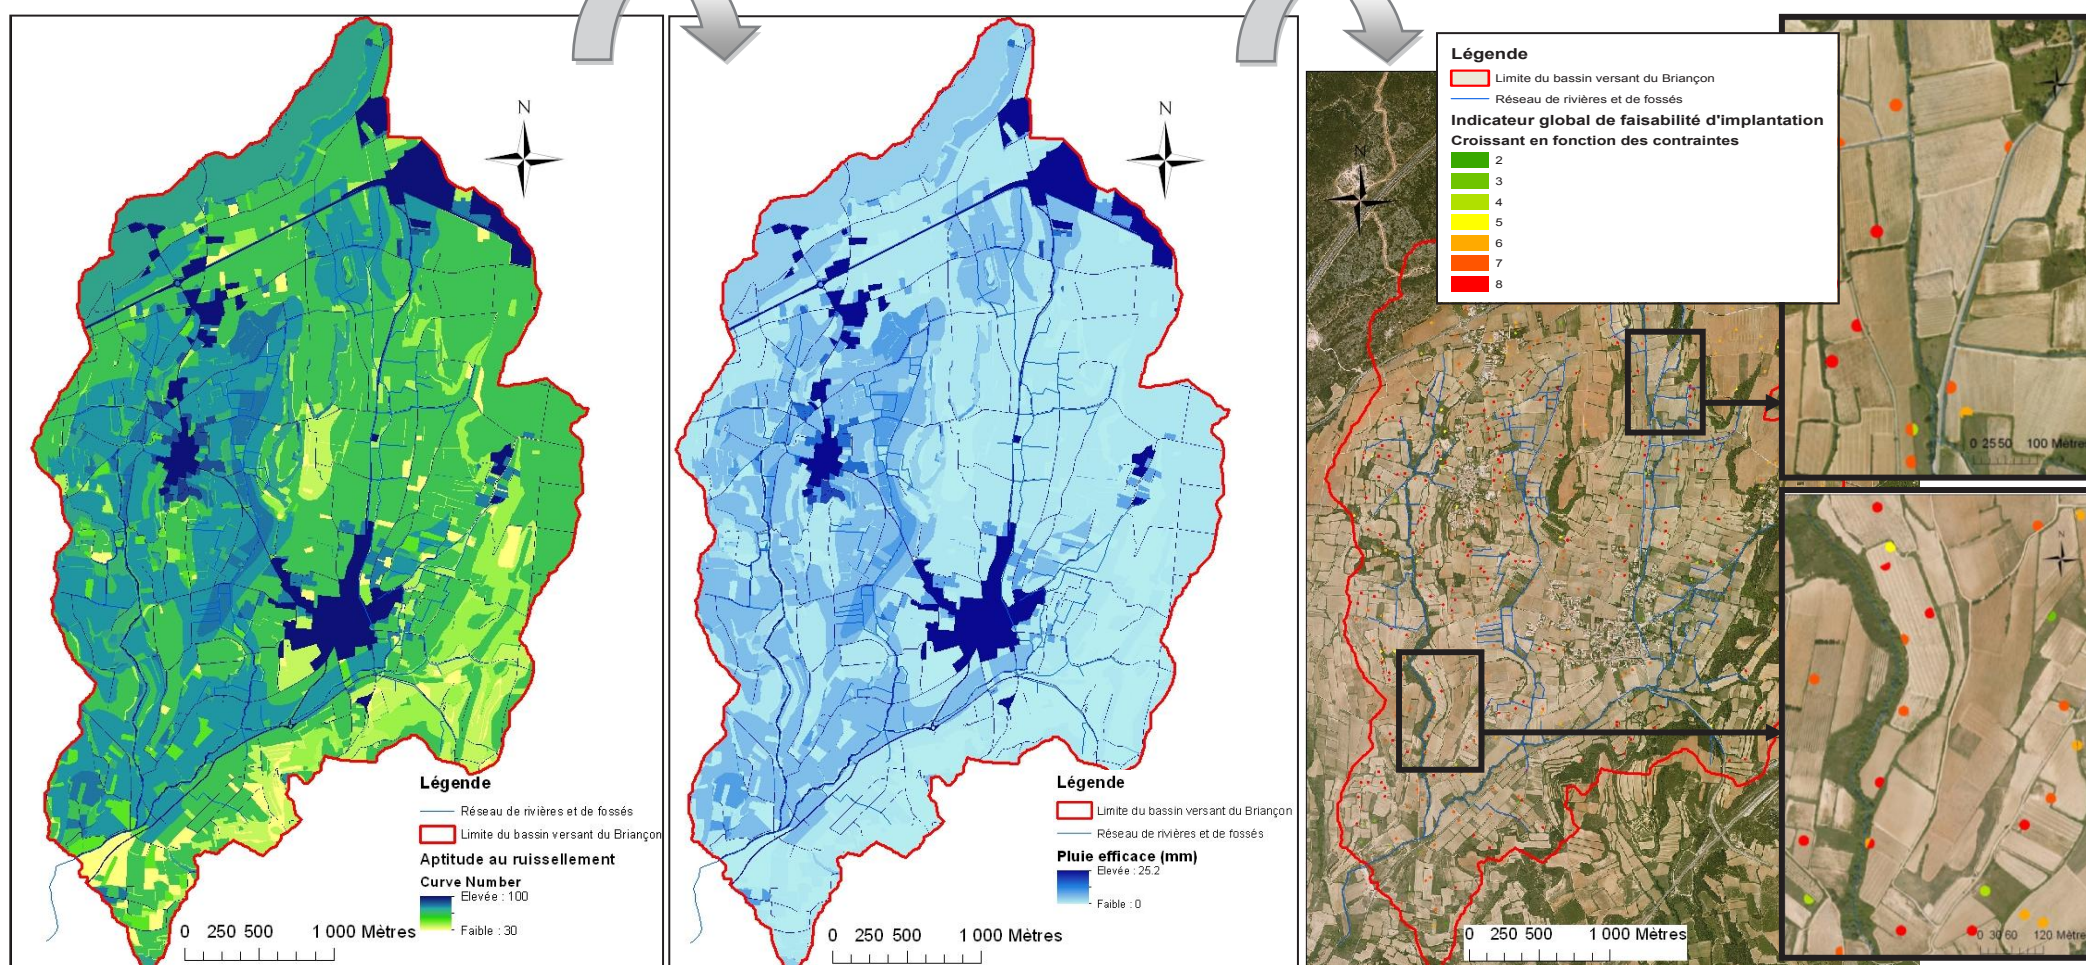 N
Légende
Réseau de rivières et de fossés
Limite du bassin versant du Briançon
Aptitude au ruissellement
Curve Number
Elevée : 100
Faible : 30
0 250 500 1 000 Mètres
N
Légende
Limite du bassin versant du Briançon
Réseau de rivières et de fossés
Pluie efficace (mm)
Elevée : 25.2
Faible : 0
0 250 500 1 000 Mètres
Légende
Limite du bassin versant du Briançon
Réseau de rivières et de fossés
Indicateur global de faisabilité d'implantation
Croissant en fonction des contraintes
2
3
4
5
6
7
8
N
0 250 500 1 000 Mètres
0 25 50 100 Mètre
N
0 30 60 120 Mètre